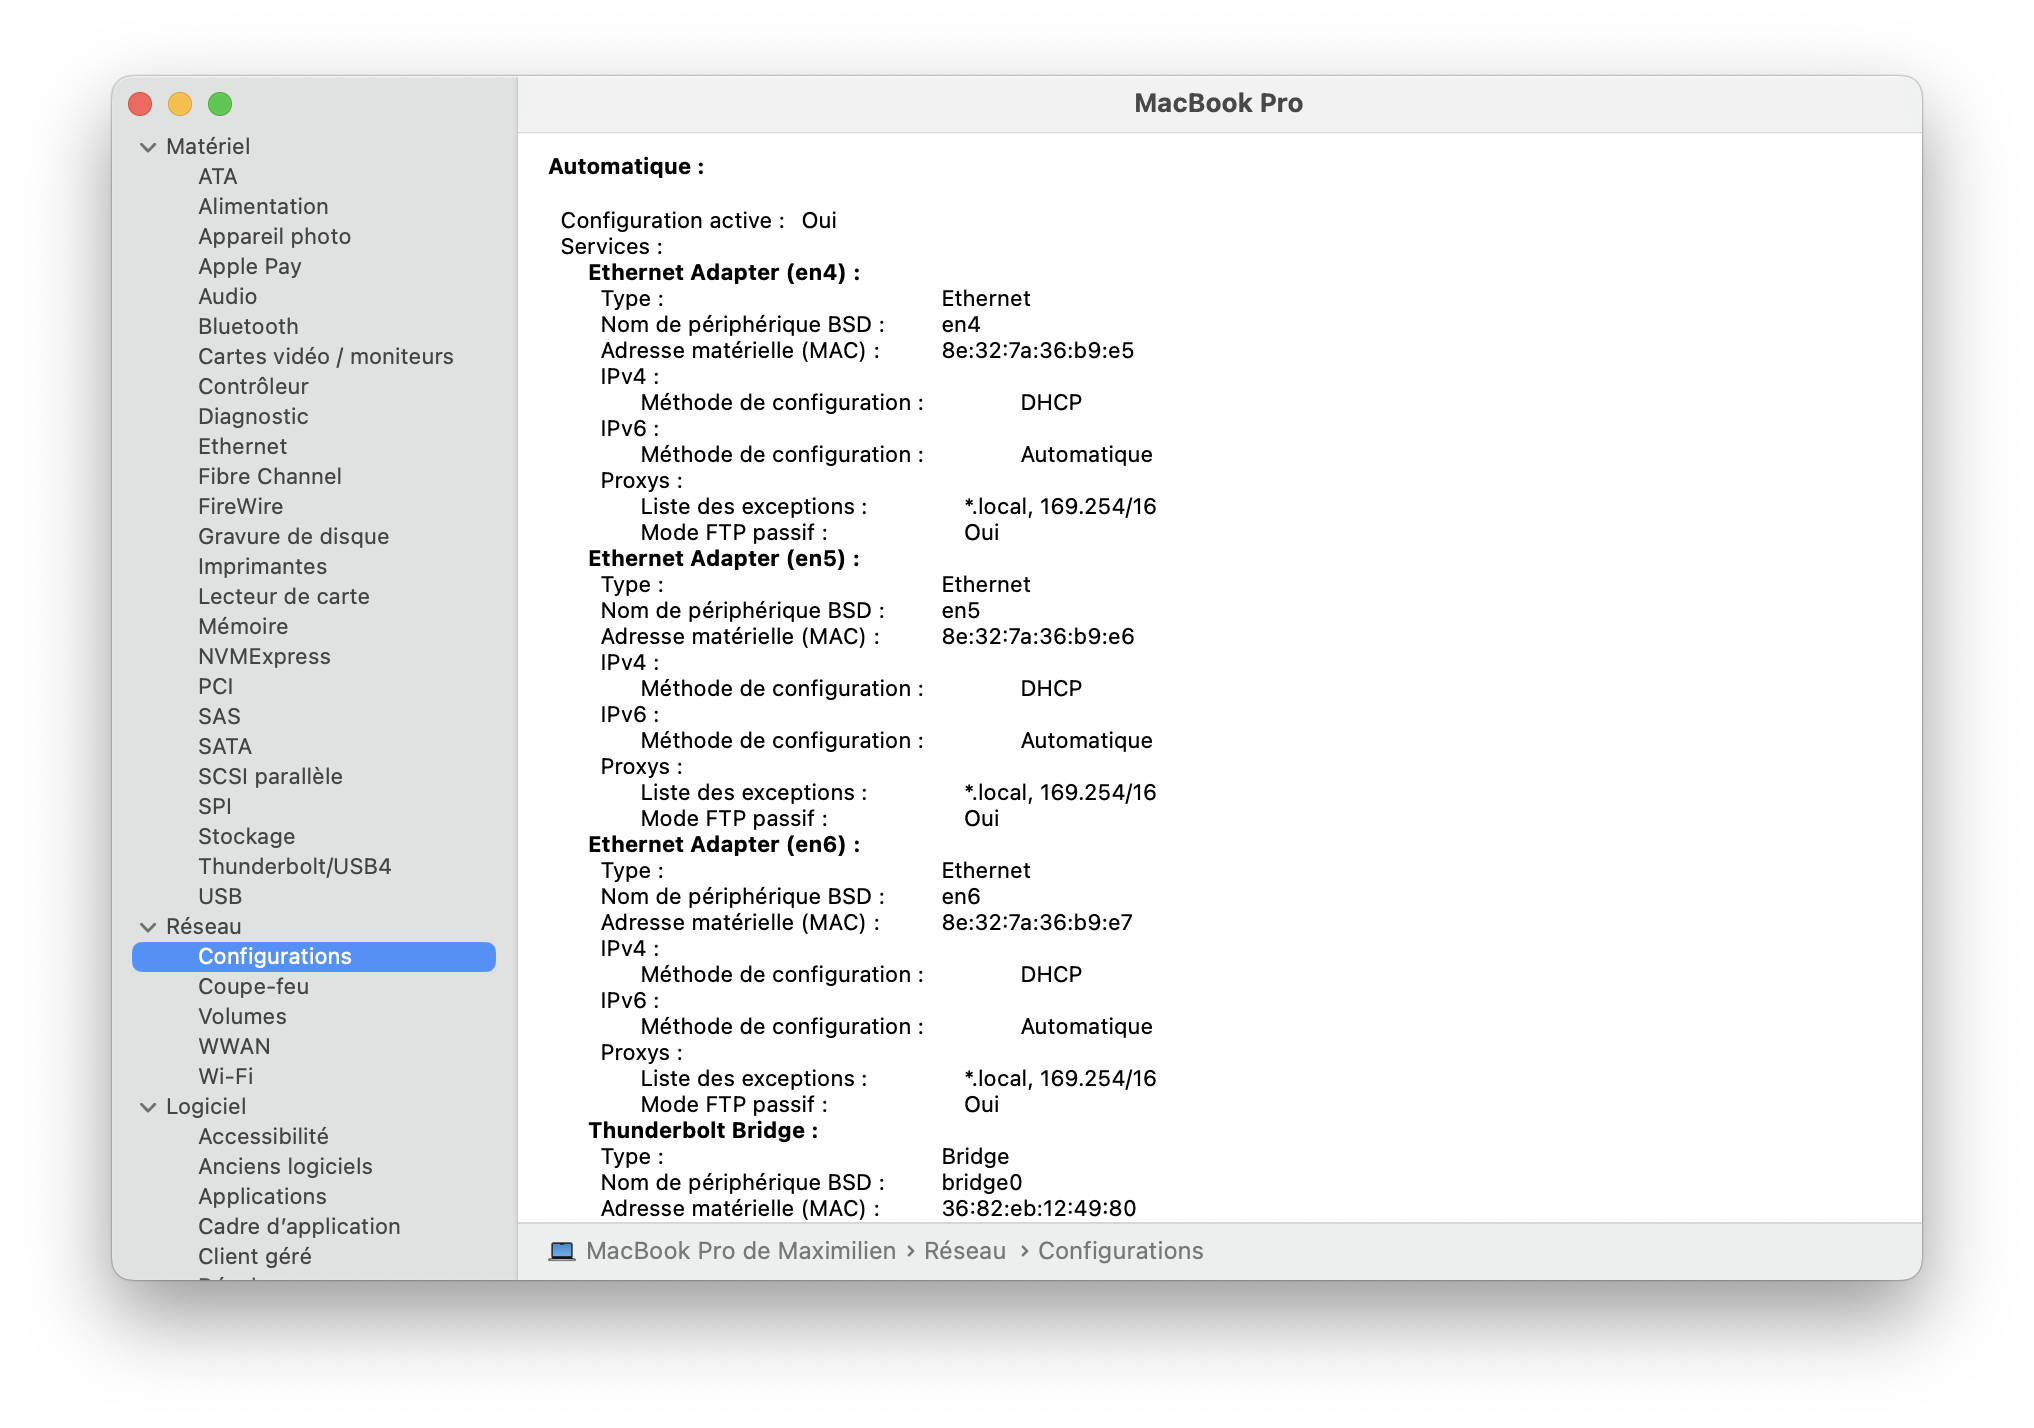 MacBook Pro
Matériel
ATA
Alimentation
Appareil photo
Apple Pay
Audio
Bluetooth
Cartes vidéo / moniteurs
Contrôleur
Diagnostic
Ethernet
Fibre Channel
FireWire
Gravure de disque
Imprimantes
Lecteur de carte
Mémoire
NVMExpress
PCI
SAS
SATA
SCSI parallèle
SPI
Stockage
Thunderbolt/USB4
USB
Réseau
Configurations
Coupe-feu
Volumes
WWAN
Wi-Fi
Logiciel
Accessibilité
Anciens logiciels
Applications
Cadre d’application
Client géré
Automatique :
Configuration active : Oui
Services :
Ethernet Adapter (en4) :
Type : Ethernet
Nom de périphérique BSD : en4
Adresse matérielle (MAC) : 8e:32:7a:36:b9:e5
IPv4 :
Méthode de configuration : DHCP
IPv6 :
Méthode de configuration : Automatique
Proxys :
Liste des exceptions : *.local, 169.254/16
Mode FTP passif : Oui
Ethernet Adapter (en5) :
Type : Ethernet
Nom de périphérique BSD : en5
Adresse matérielle (MAC) : 8e:32:7a:36:b9:e6
IPv4 :
Méthode de configuration : DHCP
IPv6 :
Méthode de configuration : Automatique
Proxys :
Liste des exceptions : *.local, 169.254/16
Mode FTP passif : Oui
Ethernet Adapter (en6) :
Type : Ethernet
Nom de périphérique BSD : en6
Adresse matérielle (MAC) : 8e:32:7a:36:b9:e7
IPv4 :
Méthode de configuration : DHCP
IPv6 :
Méthode de configuration : Automatique
Proxys :
Liste des exceptions : *.local, 169.254/16
Mode FTP passif : Oui
Thunderbolt Bridge :
Type : Bridge
Nom de périphérique BSD : bridge0
Adresse matérielle (MAC) : 36:82:eb:12:49:80
MacBook Pro de Maximilien › Réseau › Configurations